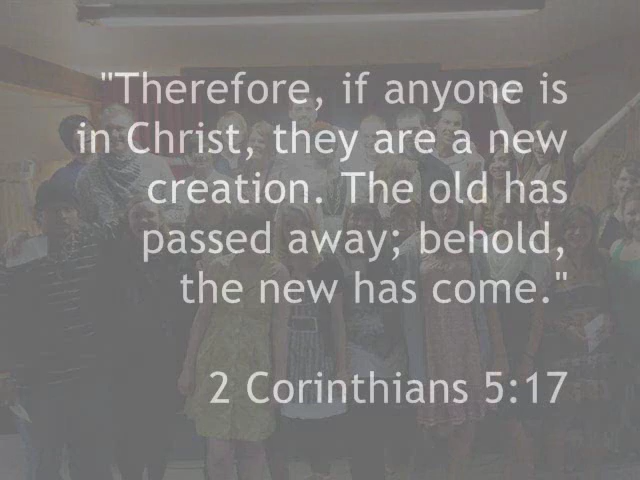 "Therefore, if anyone is
in Christ, they are a new
creation. The old has
passed away; behold,
the new has come."
2 Corinthians 5:17